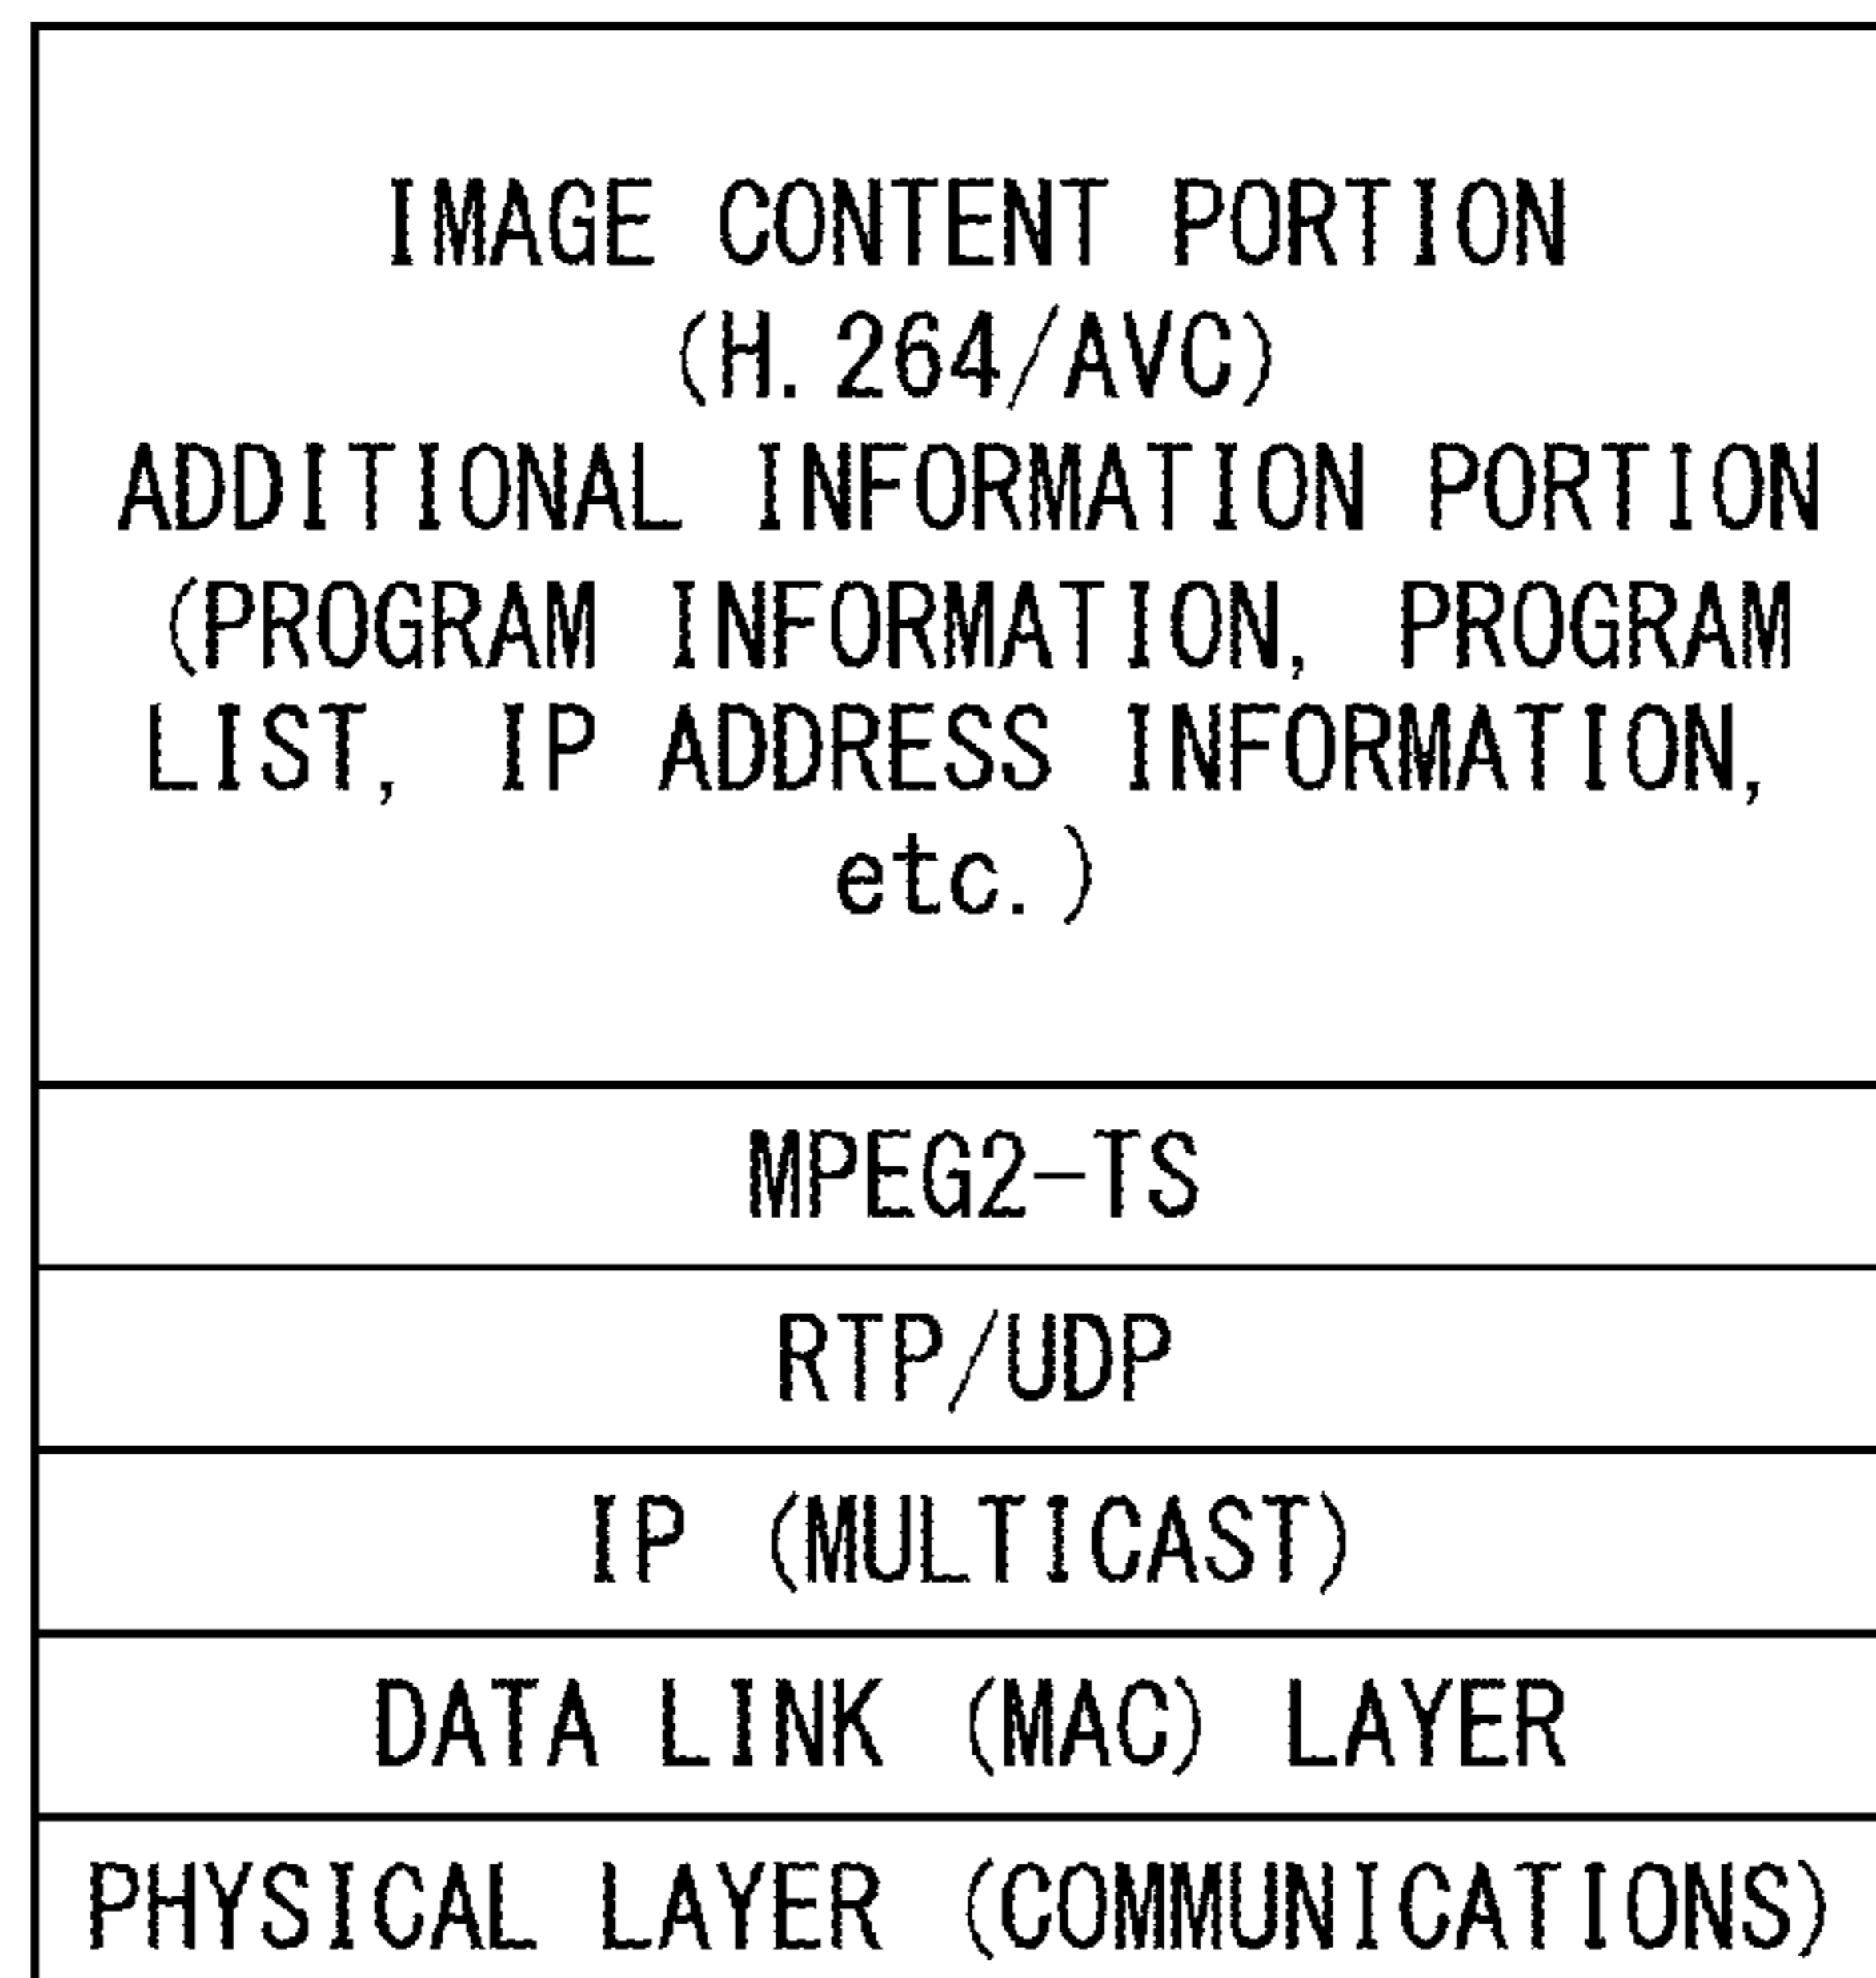 IMAGE CONTENT PORTION
(H.264/AVC)
ADDITIONAL INFORMATION PORTION
(PROGRAM INFORMATION, PROGRAM
LIST, IP ADDRESS INFORMATION,
etc.)
MPEG2-TS
RTP/UDP
IP (MULTICAST)
DATA LINK (MAC) LAYER
PHYSICAL LAYER (COMMUNICATIONS)